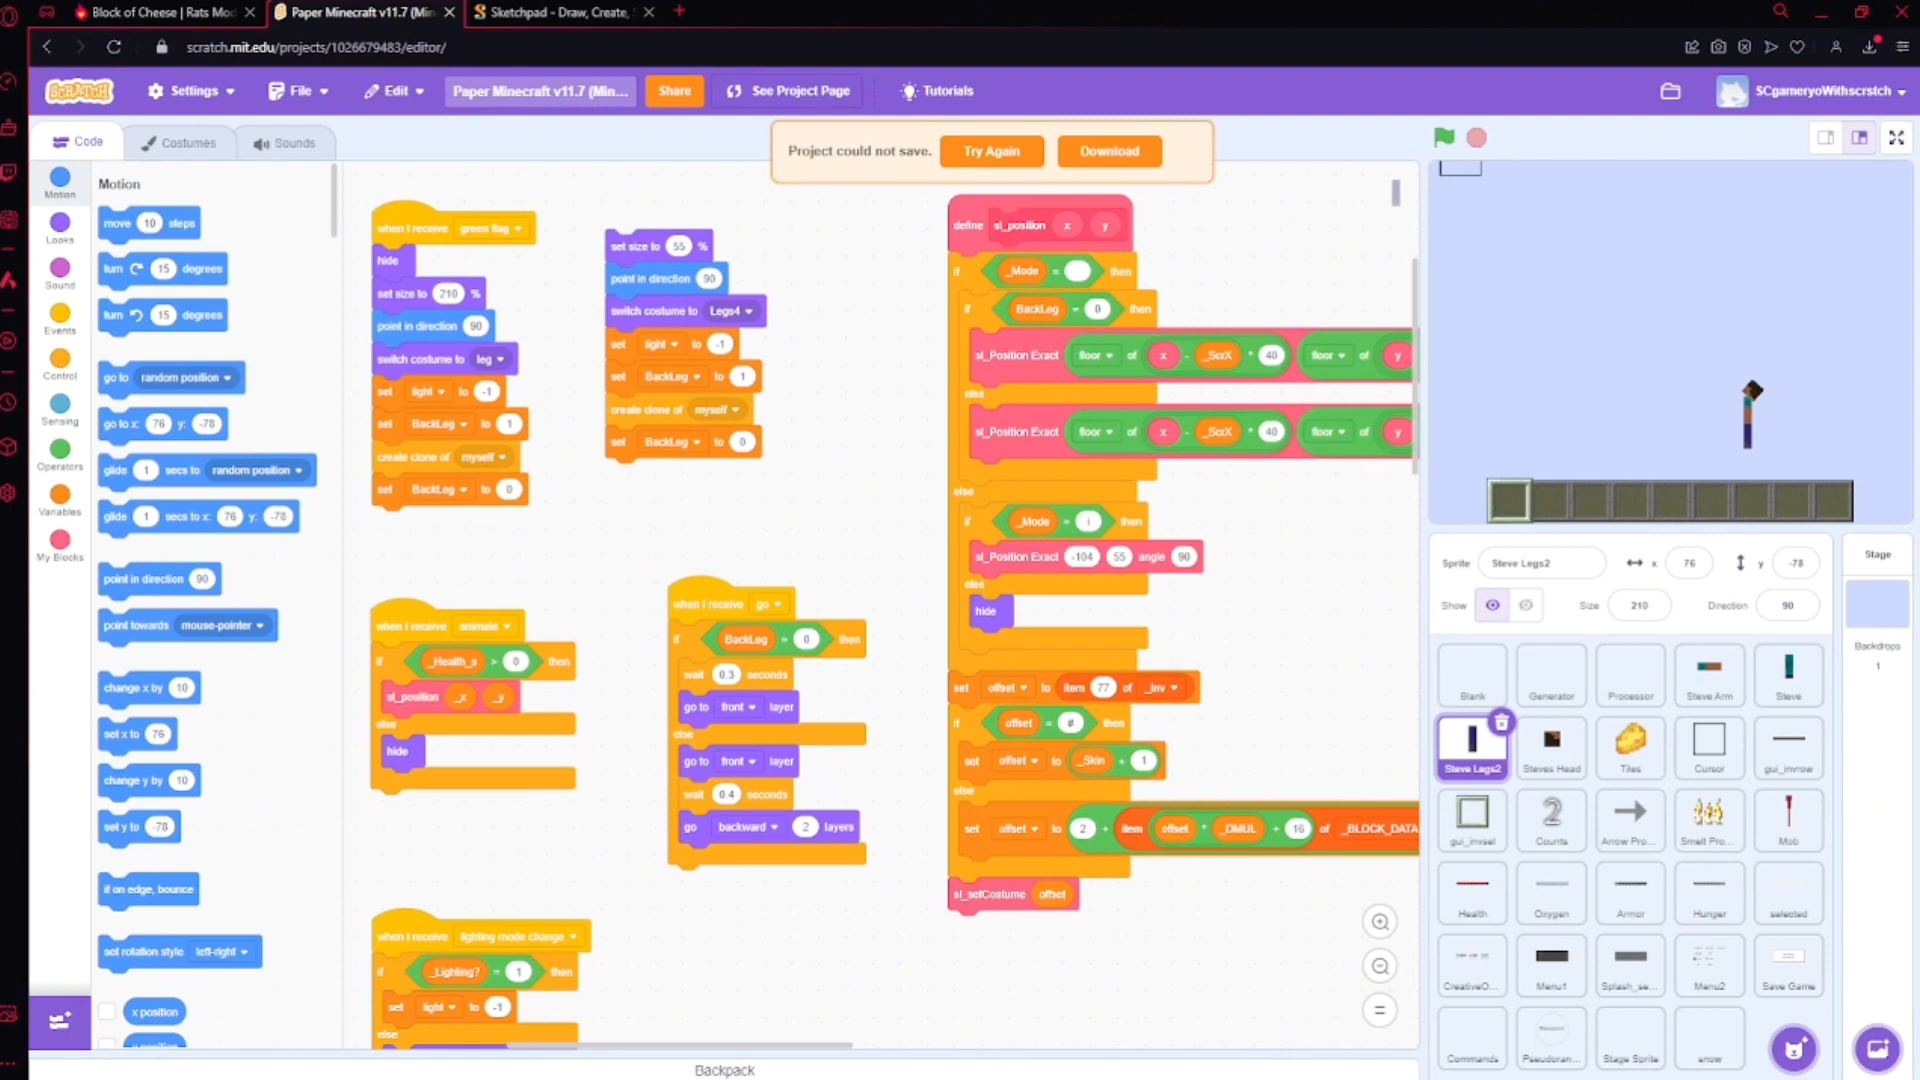 Block of Cheese | Rats Mo
Paper Minecraft v11.7 (Min
Sketchpad - Draw, Create,
scratch.mit.edu/projects/1026679483/editor/
SCRATCH
Settings
File
Edit
Paper Minecraft v11.7 (Min...
Share
See Project Page
Tutorials
SCgameryoWithscrstch
Code
Costumes
Sounds
Project could not save.
Try Again
Download
Motion
Looks
Sound
Events
Control
Sensing
Operators
Variables
My Blocks
Motion
move 10 steps
turn 15 degrees
turn 15 degrees
go to random position
go to x: 76 y: -78
glide 1 secs to random position
glide 1 secs to x: 76 y: -78
point in direction 90
point towards mouse-pointer
change x by 10
set x to 76
change y by 10
set y to -78
if on edge, bounce
set rotation style left-right
x position
y position
when I receive green flag
hide
set size to 210 %
point in direction 90
switch costume to leg
set light to -1
set BackLeg to 1
create clone of myself
set BackLeg to 0
set size to 55 %
point in direction 90
switch costume to Legs4
set light to -1
set BackLeg to 1
create clone of myself
set BackLeg to 0
when I receive animate
if _Health_s > 0 then
sl_position _x _y
else
hide
when I receive go
if BackLeg = 0 then
wait 0.3 seconds
go to front layer
else
go to front layer
wait 0.4 seconds
go backward 2 layers
when I receive lighting mode change
if _Lighting? = 1 then
set light to -1
else
define sl_position x y
if _Mode = then
if BackLeg = 0 then
sl_Position Exact floor of x - _ScrX * 40 floor of y
else
sl_Position Exact floor of x - _ScrX * 40 floor of y
else
if _Mode = i then
sl_Position Exact -104 55 angle 90
else
hide
set offset to item 77 of _Inv
if offset = # then
set offset to _Skin + 1
else
set offset to 2 + item offset * _DMUL + 16 of _BLOCK_DATA
sl_setCostume offset
Backpack
Sprite Steve Legs2 x 76 y -78
Show Size 210 Direction 90
Stage
Backdrops
1
Blank
Generator
Processor
Steve Arm
Steve
Steve Legs2
Steves Head
Tiles
Cursor
gui_invrow
gui_invsel
Counts
Arrow Pro...
Smelt Pro...
Mob
Health
Oxygen
Armor
Hunger
selected
CreativeO...
Menu1
Splash_se...
Menu2
Save Game
Commands
Pseudoran...
Stage Sprite
snow